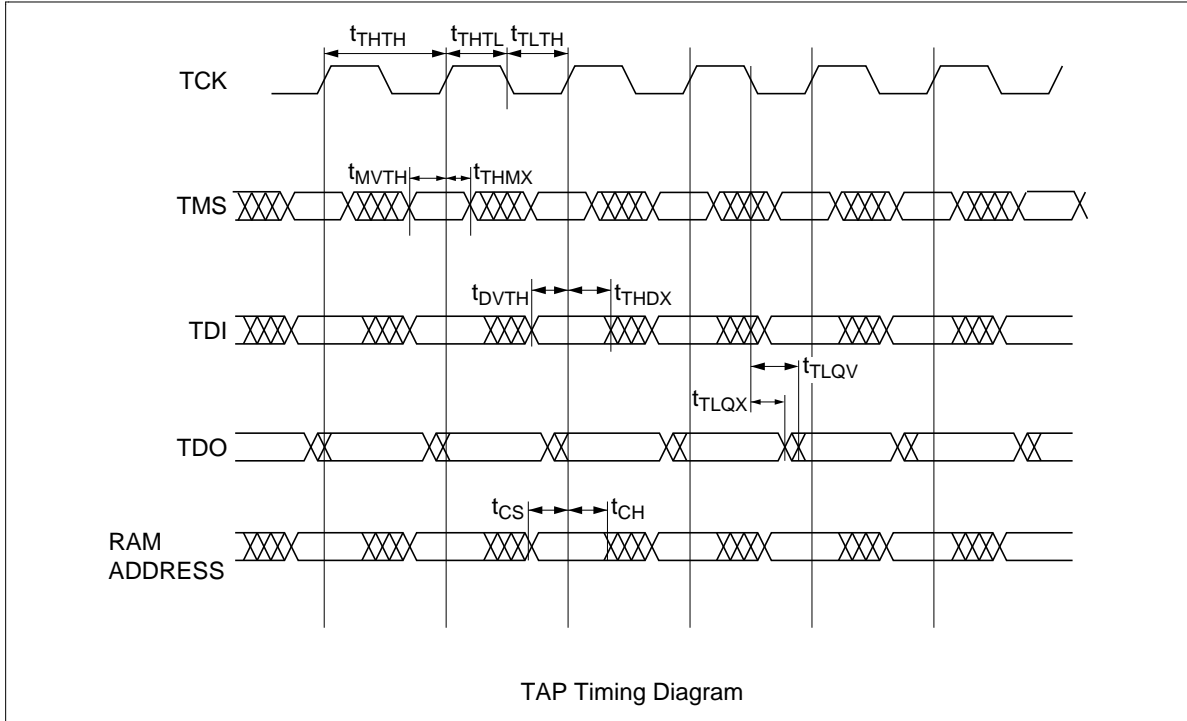 tTHTH tTHTL tTLTH
TCK
tMVTH tTHMX
TMS
tDVTH tTHDX
TDI
tTLQV
tTLQX
TDO
tCS tCH
RAM
ADDRESS
TAP Timing Diagram